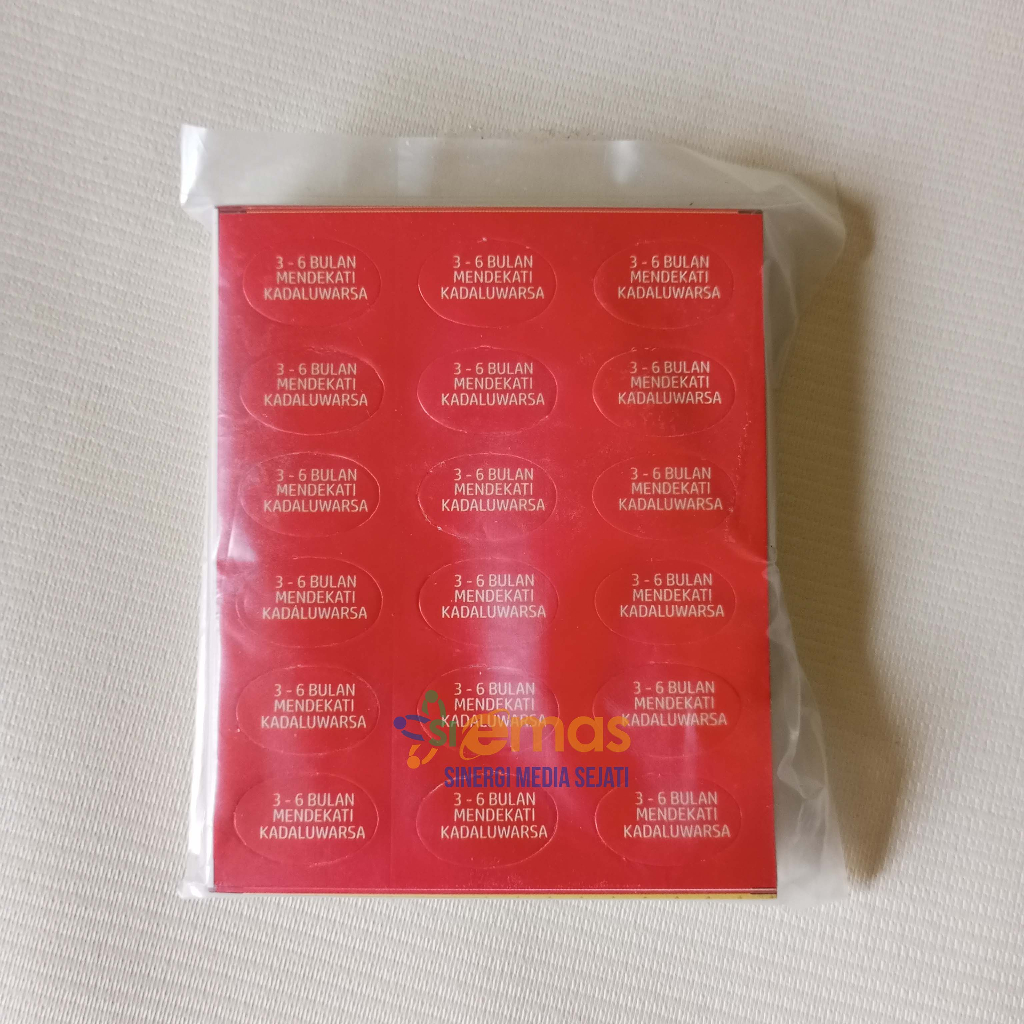 3 - 6 BULAN
MENDEKATI
KADALUWARSA
3 - 6 BULAN
MENDEKATI
KADALUWARSA
3 - 6 BULAN
MENDEKATI
KADALUWARSA
3 - 6 BULAN
MENDEKATI
KADALUWARSA
3 - 6 BULAN
MENDEKATI
KADALUWARSA
3 - 6 BULAN
MENDEKATI
KADALUWARSA
3 - 6 BULAN
MENDEKATI
KADALUWARSA
3 - 6 BULAN
MENDEKATI
KADALUWARSA
3 - 6 BULAN
MENDEKATI
KADALUWARSA
3 - 6 BULAN
MENDEKATI
KADALUWARSA
3 - 6 BULAN
MENDEKATI
KADALUWARSA
3 - 6 BULAN
MENDEKATI
KADALUWARSA
3 - 6 BULAN
MENDEKATI
KADALUWARSA
3 - 6 BULAN
MENDEKATI
KADALUWARSA
3 - 6 BULAN
MENDEKATI
KADALUWARSA
siemas
SINERGI MEDIA SEJATI
3 - 6 BULAN
MENDEKATI
KADALUWARSA
3 - 6 BULAN
MENDEKATI
KADALUWARSA
3 - 6 BULAN
MENDEKATI
KADALUWARSA